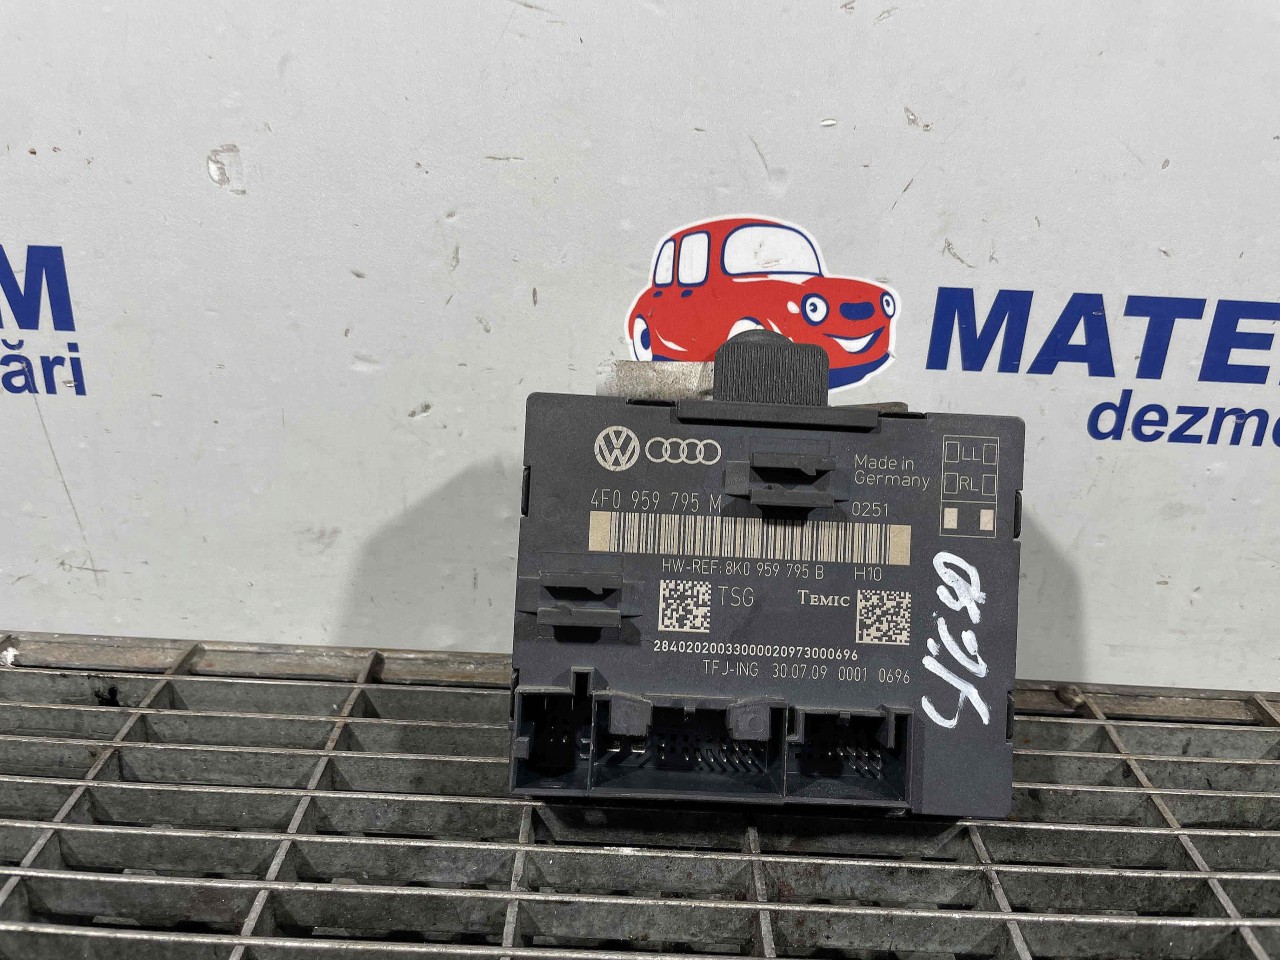 M
ări
MATE
dezm
Made in
Germany
LL
RL
4F0 959 795 M
0251
HW-REF: 8K0 959 795 B H10
TSG
TEMIC
28402020033000020973000696
TFJ-ING 30.07.09 0001 0696